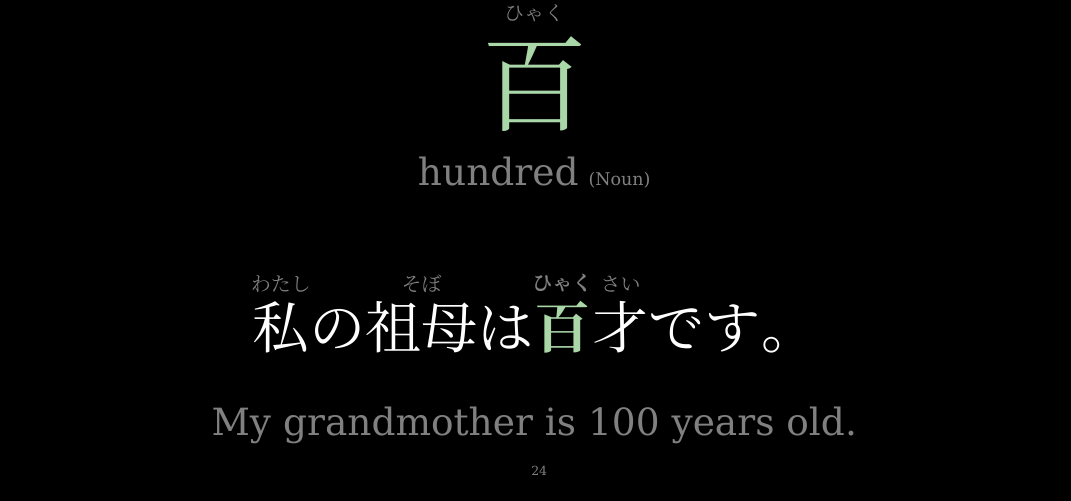 ひゃく
百
hundred (Noun)
わたし そぼ ひゃく さい
私の祖母は百才です。
My grandmother is 100 years old.
24